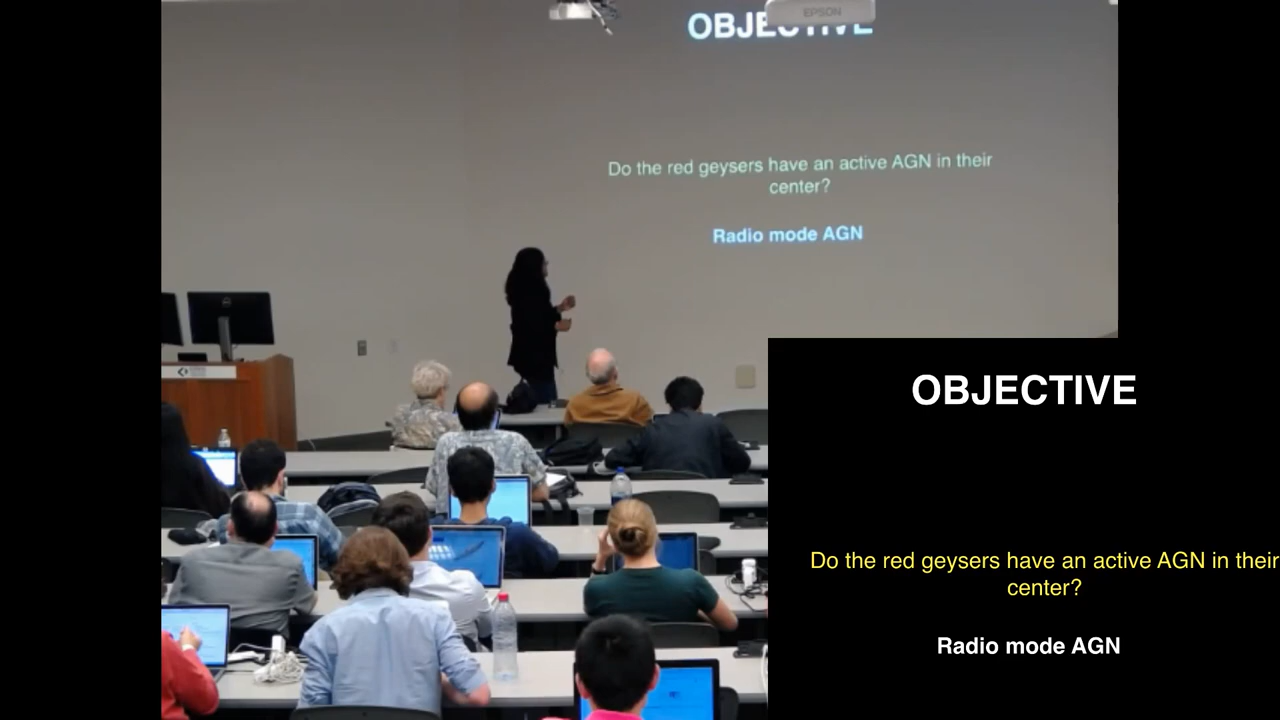 OBJECTIVE
EPSON
Do the red geysers have an active AGN in their
center?
Radio mode AGN
OBJECTIVE
Do the red geysers have an active AGN in their
center?
Radio mode AGN